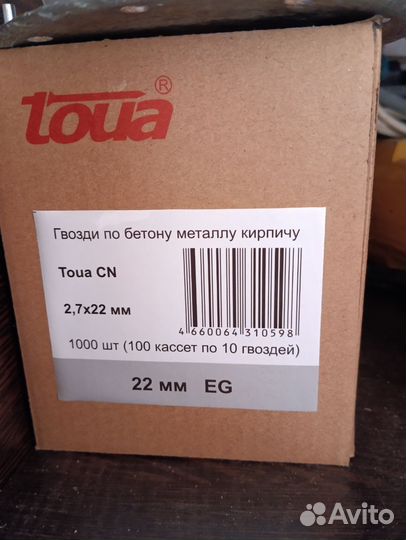 toua®
Гвозди по бетону металлу кирпичу
Toua CN
2,7x22 мм
4 660064 310598
1000 шт (100 кассет по 10 гвоздей)
22 мм EG
Avito